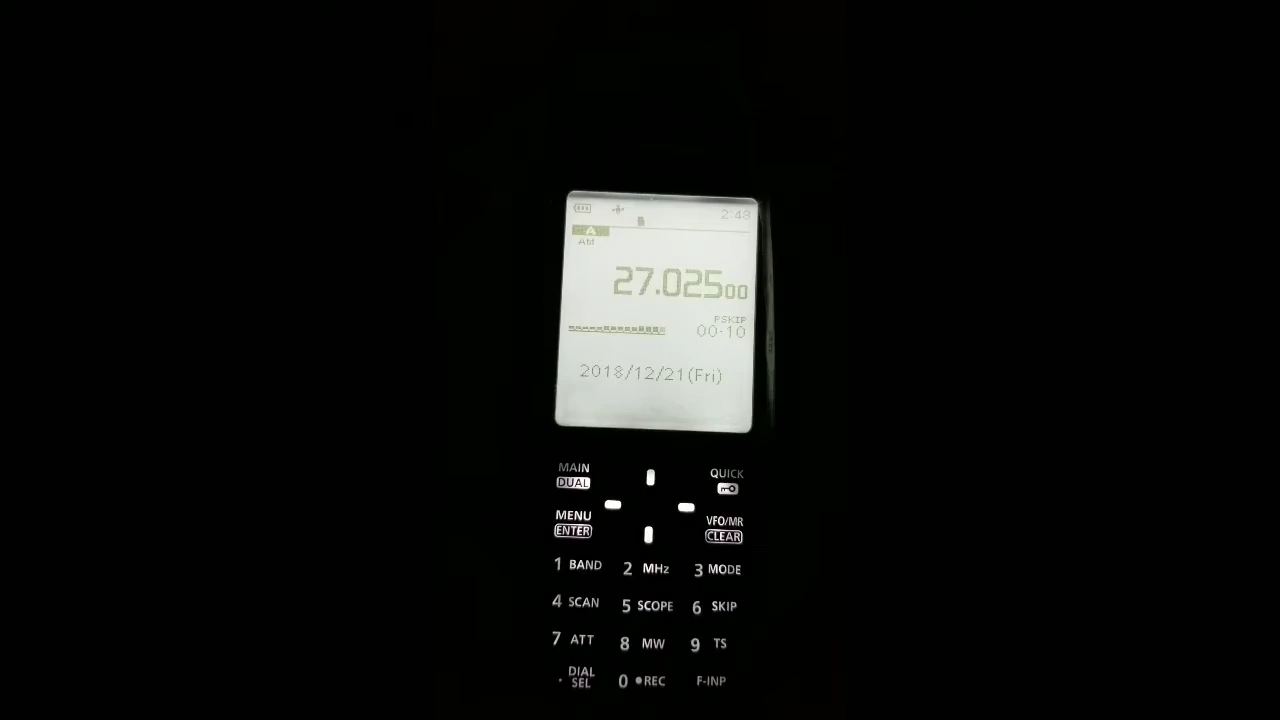 2:48
A
AM
27.02500
PSKIP
00-10
2018/12/21(Fri)
MAIN QUICK
DUAL
MENU VFO/MR
ENTER CLEAR
1 BAND 2 MHz 3 MODE
4 SCAN 5 SCOPE 6 SKIP
7 ATT 8 MW 9 TS
. DIAL SEL 0 ●REC F-INP